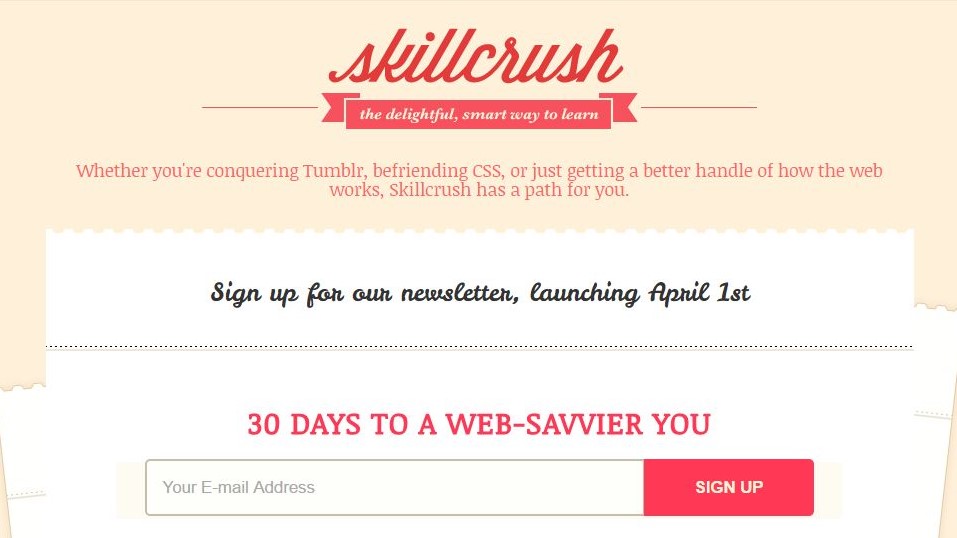 skillcrush
the delightful, smart way to learn
Whether you're conquering Tumblr, befriending CSS, or just getting a better handle of how the web
works, Skillcrush has a path for you.
Sign up for our newsletter, launching April 1st
30 DAYS TO A WEB-SAVVIER YOU
Your E-mail Address SIGN UP